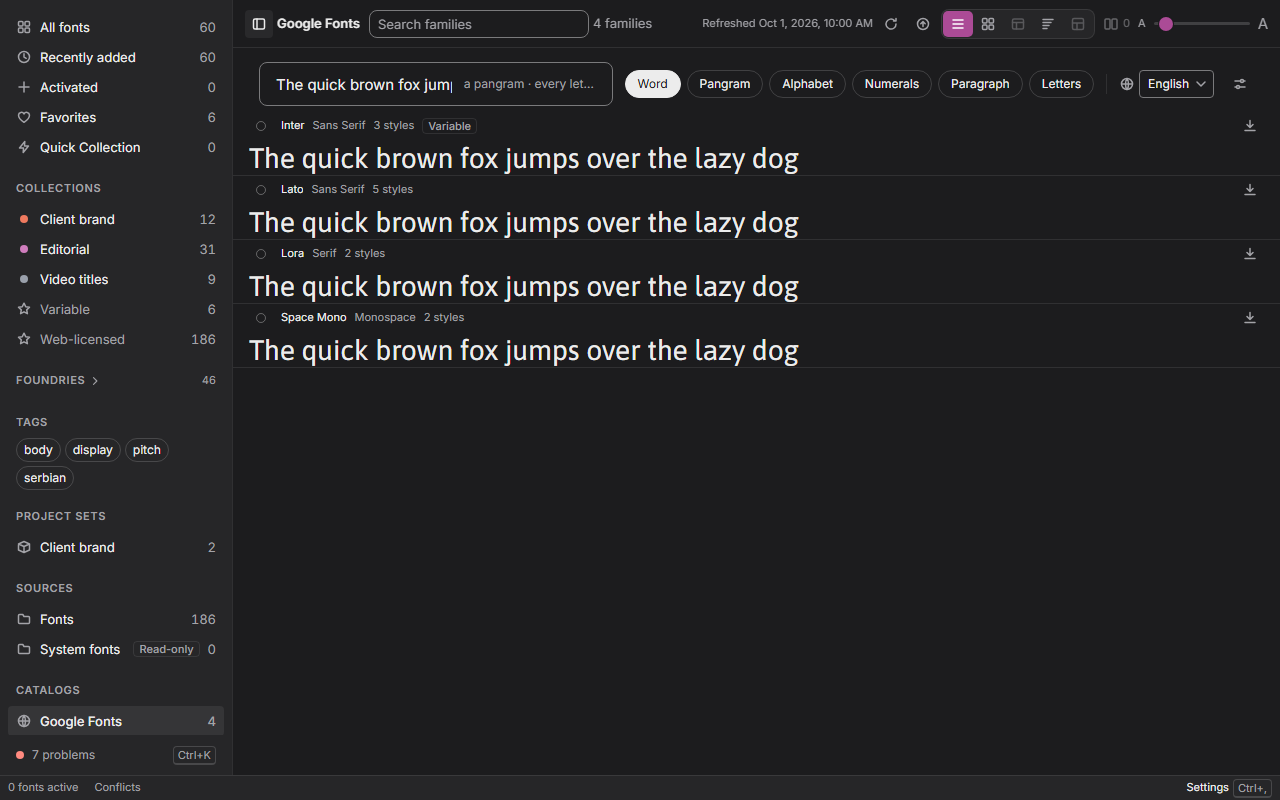 All fonts 60
Recently added 60
Activated 0
Favorites 6
Quick Collection 0
COLLECTIONS
Client brand 12
Editorial 31
Video titles 9
Variable 6
Web-licensed 186
FOUNDRIES 46
TAGS
body display pitch
serbian
PROJECT SETS
Client brand 2
SOURCES
Fonts 186
System fonts Read-only 0
CATALOGS
Google Fonts 4
7 problems Ctrl+K
Google Fonts Search families 4 families Refreshed Oct 1, 2026, 10:00 AM 0 A A
The quick brown fox jump a pangram · every let... Word Pangram Alphabet Numerals Paragraph Letters English
Inter Sans Serif 3 styles Variable
The quick brown fox jumps over the lazy dog
Lato Sans Serif 5 styles
The quick brown fox jumps over the lazy dog
Lora Serif 2 styles
The quick brown fox jumps over the lazy dog
Space Mono Monospace 2 styles
The quick brown fox jumps over the lazy dog
0 fonts active Conflicts Settings Ctrl+,